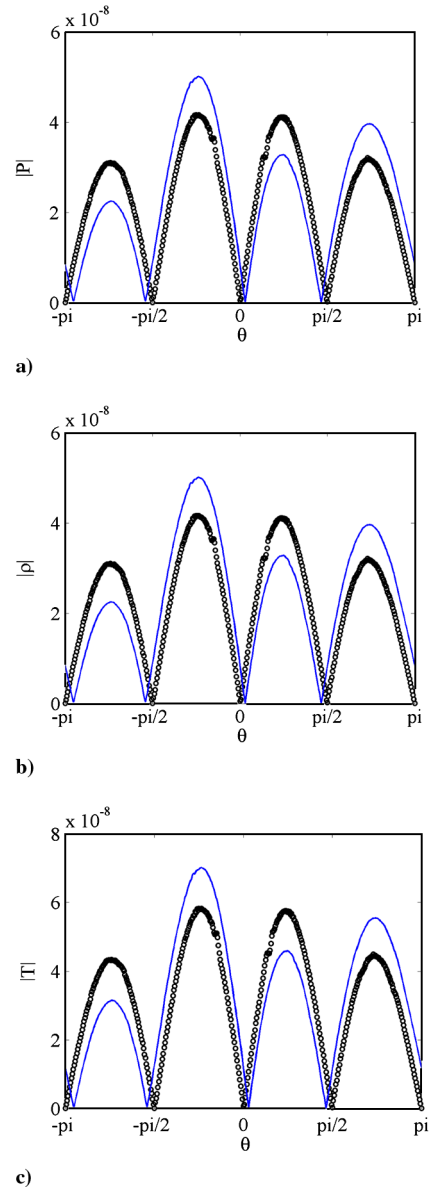 x 10⁻⁸
6
4
2
0
|P|
-pi -pi/2 0 pi/2 pi
θ
a)
x 10⁻⁸
6
4
2
0
|ρ|
-pi -pi/2 0 pi/2 pi
θ
b)
x 10⁻⁸
8
6
4
2
0
|T|
-pi -pi/2 0 pi/2 pi
θ
c)